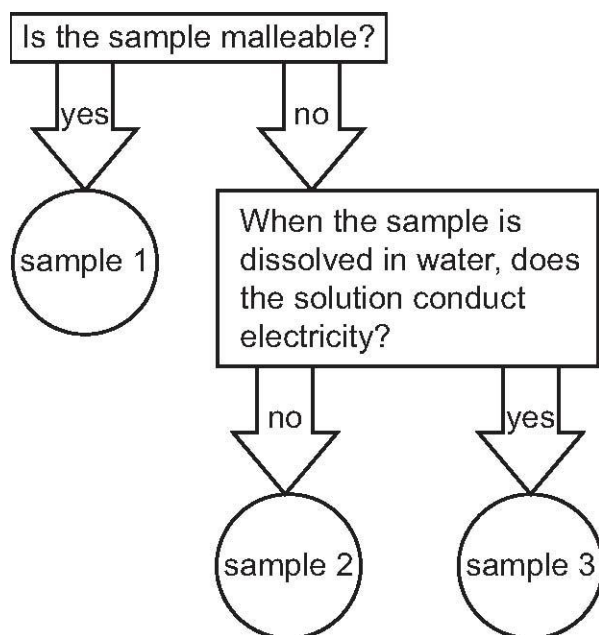 Is the sample malleable?
yes
no
sample 1
When the sample is
dissolved in water, does
the solution conduct
electricity?
no
yes
sample 2
sample 3